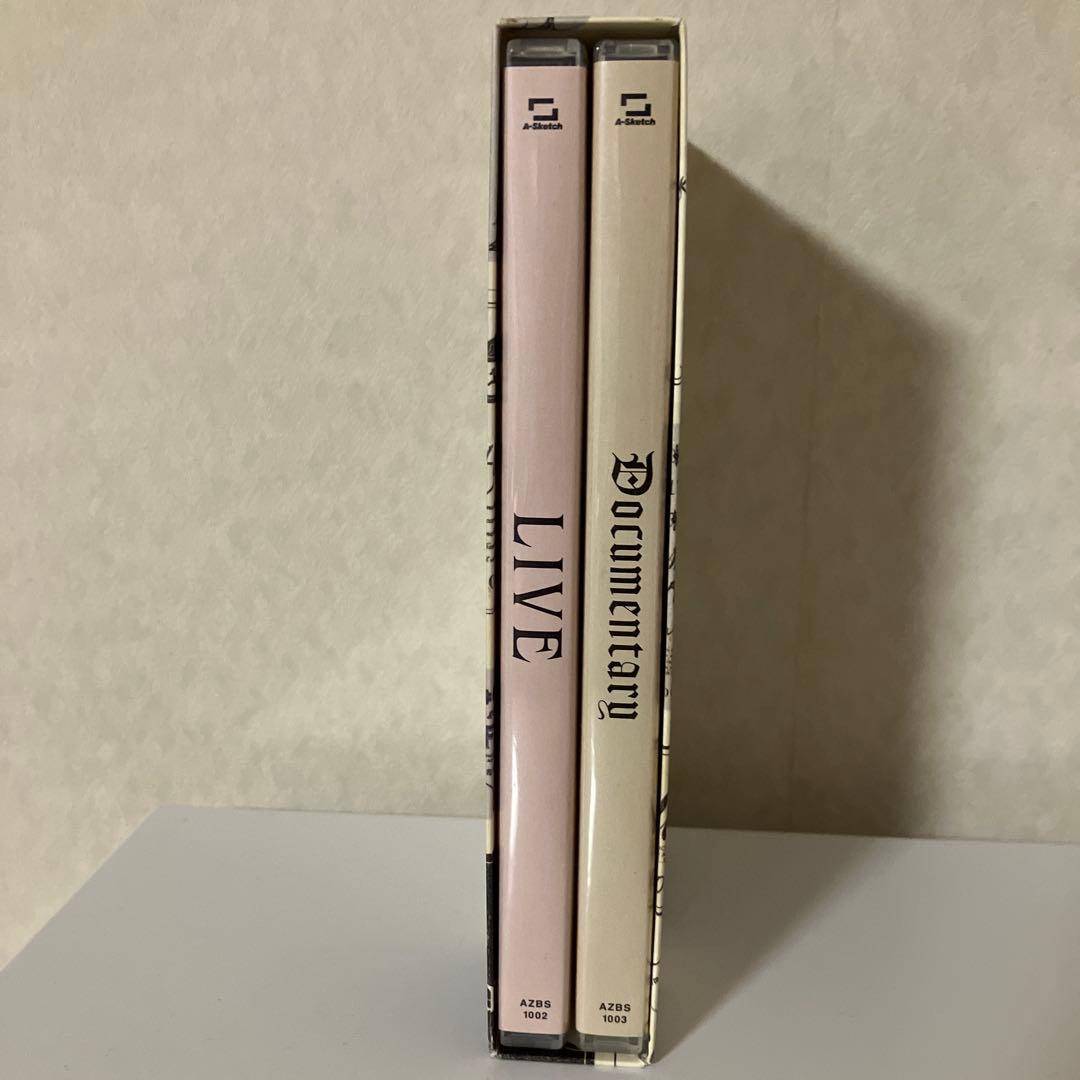 A-Sketch
LIVE
AZBS
1002
A-Sketch
Documentary
AZBS
1003